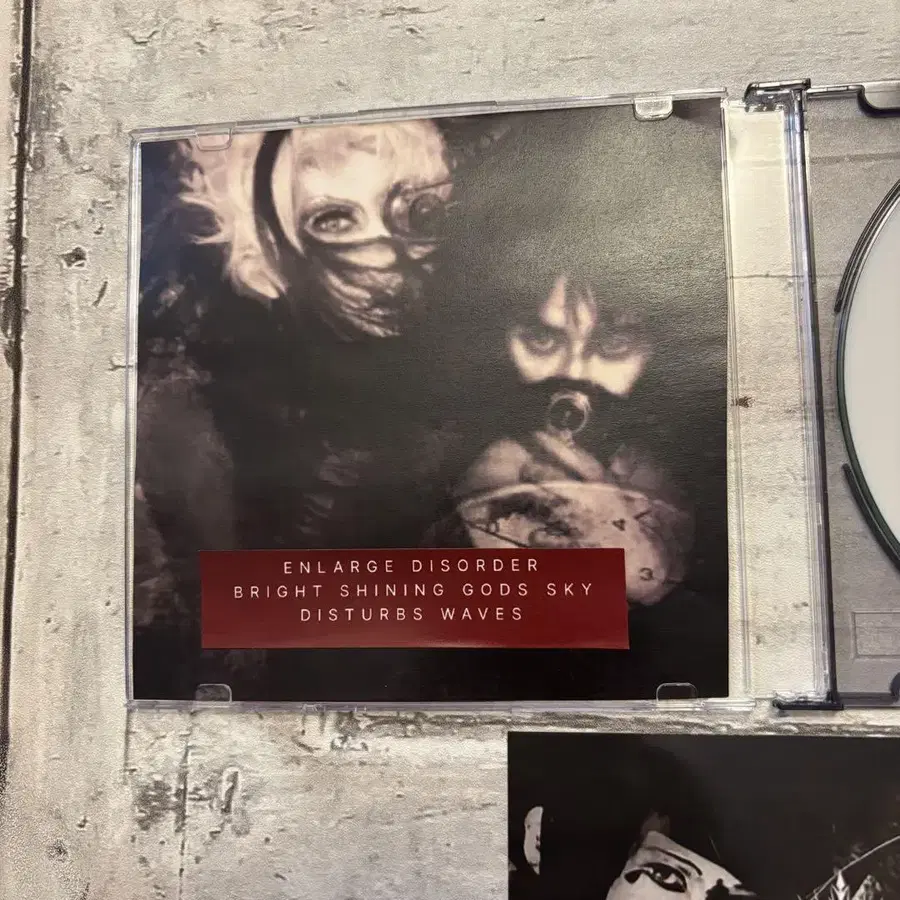 ENLARGE DISORDER
BRIGHT SHINING GODS SKY
DISTURBS WAVES